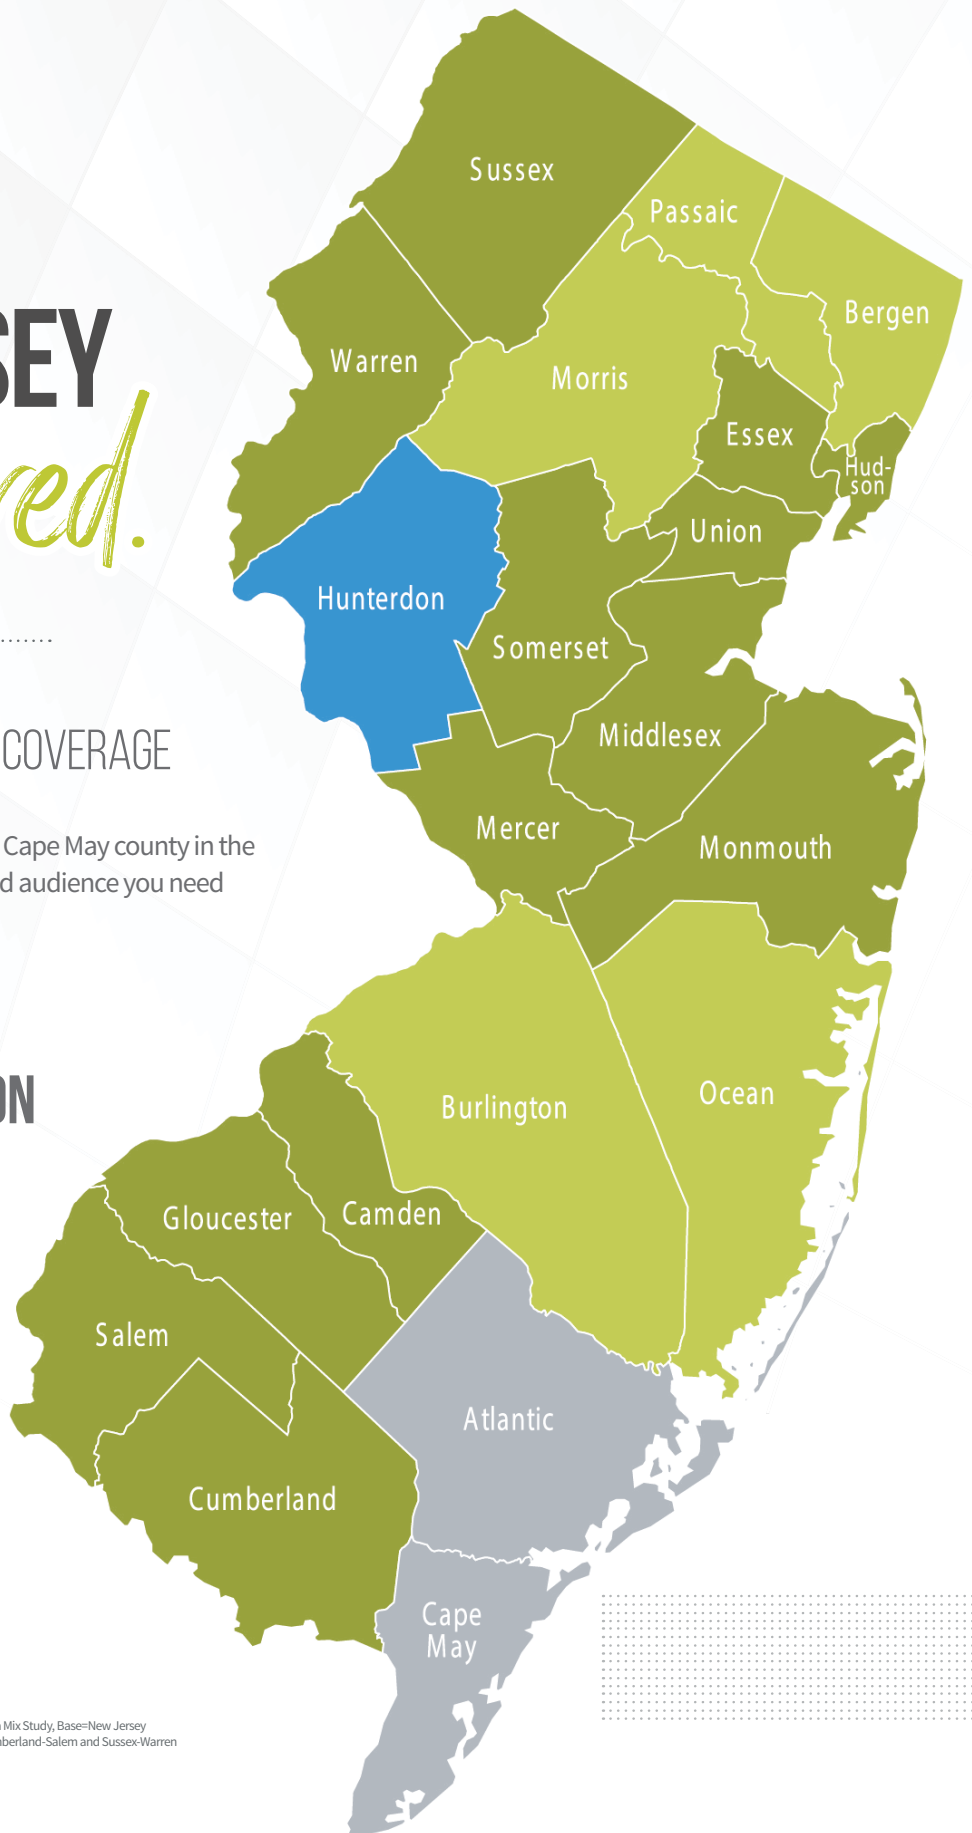 Sussex
Passaic
SEY
Bergen
Warren
Morris
Essex
Hud-
son
red.
Union
Hunterdon
Somerset
COVERAGE
Middlesex
Cape May county in the
Mercer
Monmouth
d audience you need
Ocean
ON
Burlington
Gloucester
Camden
Salem
Atlantic
Cumberland
Cape
May
Mix Study, Base=New Jersey
berland-Salem and Sussex-Warren